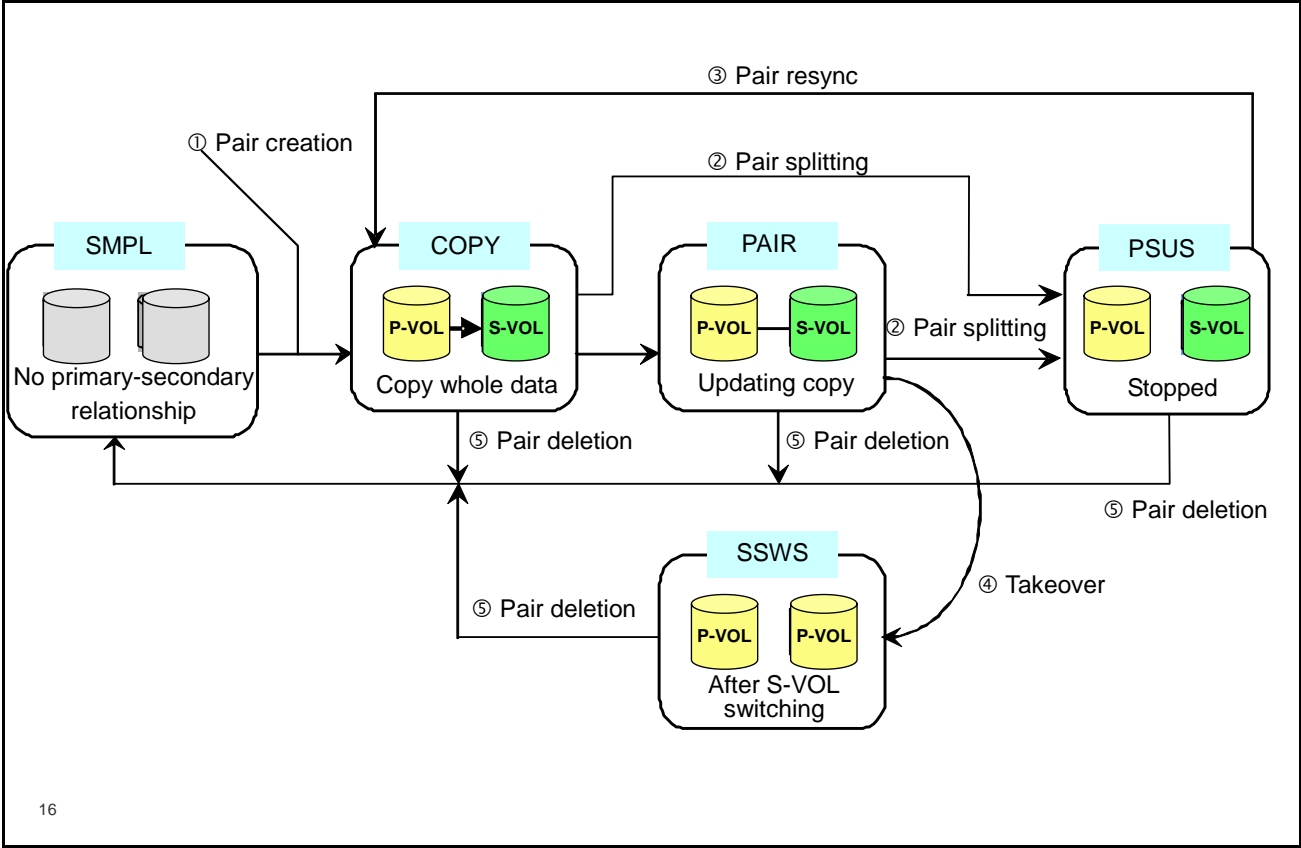 ③ Pair resync
① Pair creation
② Pair splitting
SMPL
COPY
PAIR
PSUS
P-VOL
S-VOL
P-VOL
S-VOL
P-VOL
S-VOL
② Pair splitting
No primary-secondary
relationship
Copy whole data
Updating copy
Stopped
⑤ Pair deletion
⑤ Pair deletion
⑤ Pair deletion
SSWS
④ Takeover
⑤ Pair deletion
P-VOL
P-VOL
After S-VOL
switching
16